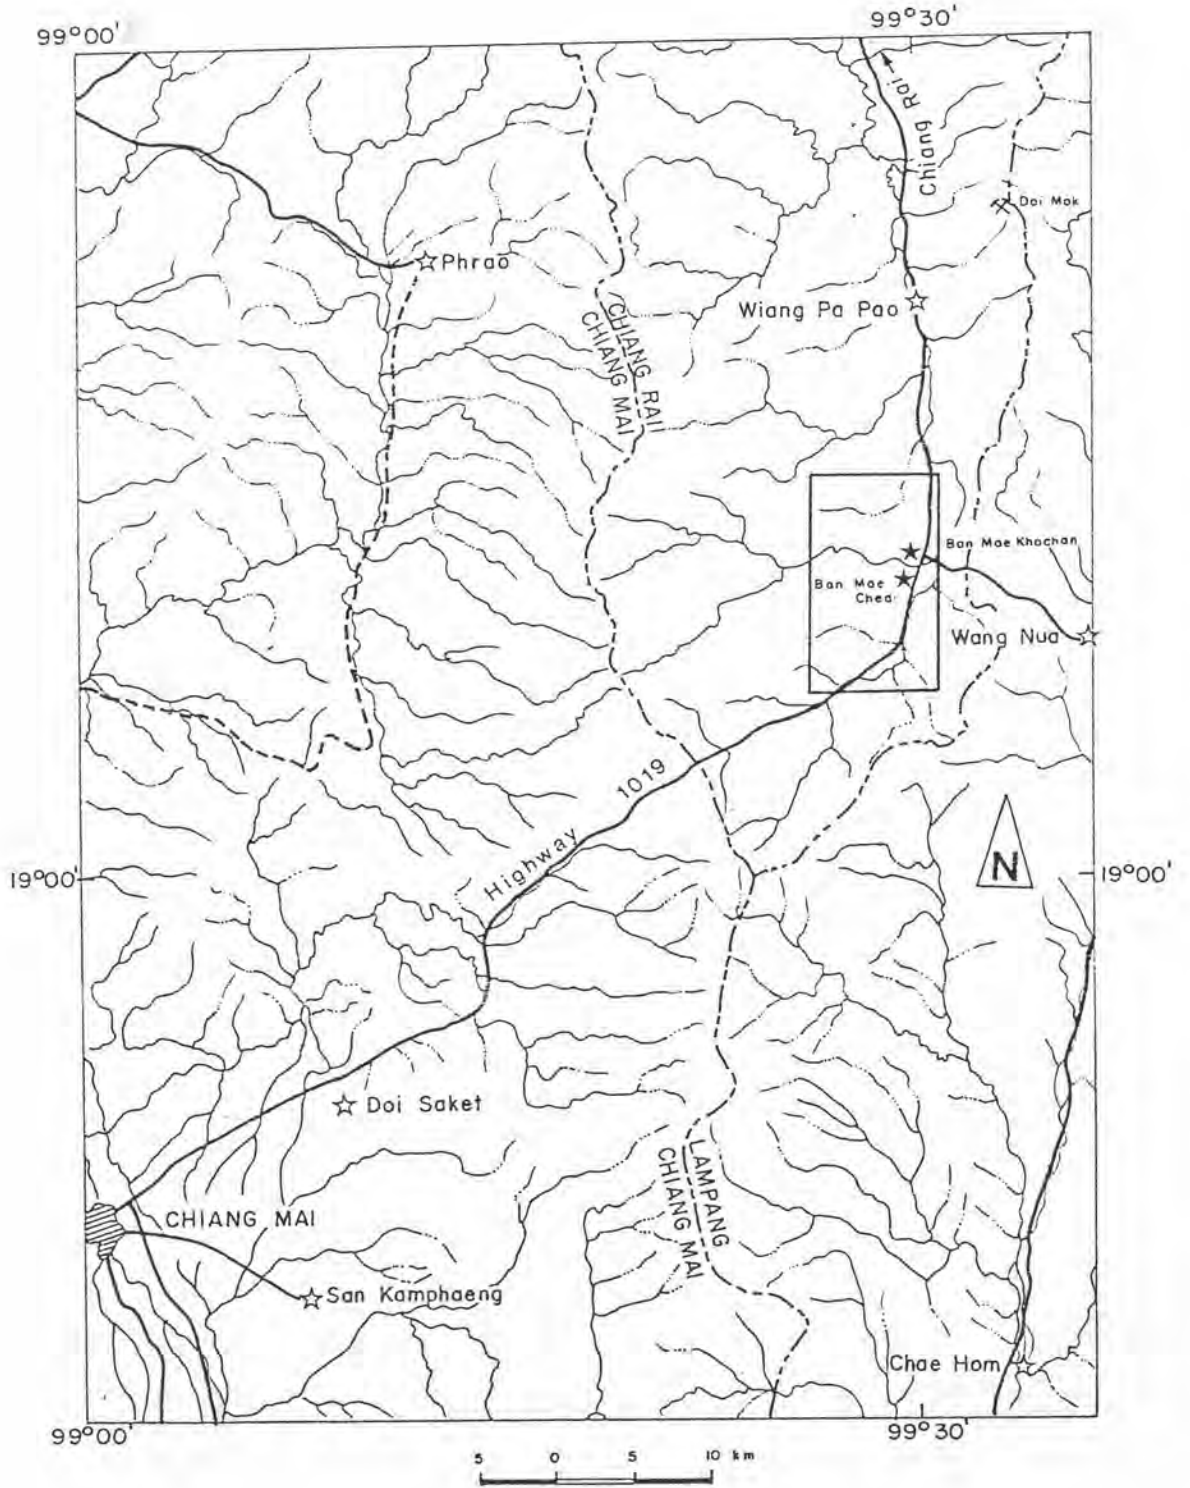 99°00'
99°30'
Chiang Rai
Doi Mok
Phrao
Wiang Pa Pao
CHIANG RAI
CHIANG MAI
Ban Mae Khachan
Ban Mae
Chedi
Wang Nua
Highway 1019
19°00'
N
19°00'
Doi Saket
LAMPANG
CHIANG MAI
CHIANG MAI
San Kamphaeng
Chae Hom
99°00'
99°30'
5 0 5 10 km